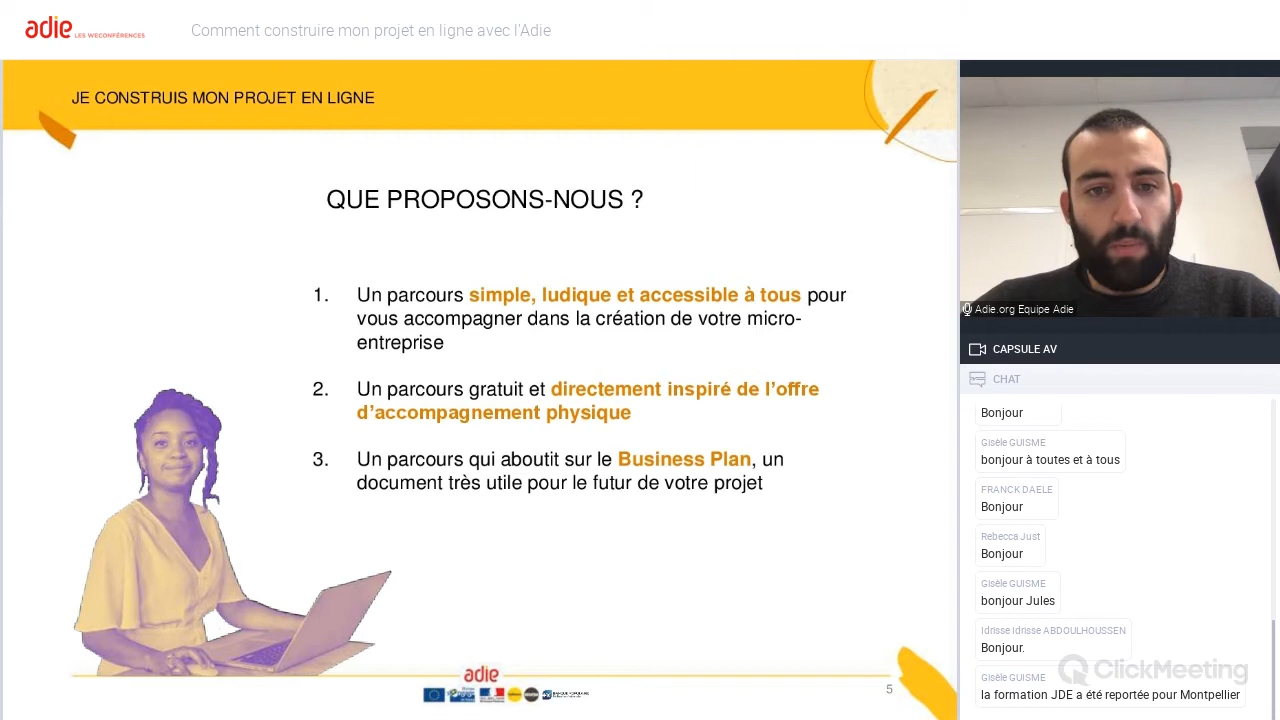 adie LES WECONFÉRENCES
Comment construire mon projet en ligne avec l'Adie
JE CONSTRUIS MON PROJET EN LIGNE
QUE PROPOSONS-NOUS ?
1. Un parcours simple, ludique et accessible à tous pour
vous accompagner dans la création de votre micro-
entreprise
2. Un parcours gratuit et directement inspiré de l’offre
d’accompagnement physique
3. Un parcours qui aboutit sur le Business Plan, un
document très utile pour le futur de votre projet
adie
5
Adie.org Equipe Adie
CAPSULE AV
CHAT
Bonjour
Gisèle GUISME
bonjour à toutes et à tous
FRANCK DAELE
Bonjour
Rebecca Just
Bonjour
Gisèle GUISME
bonjour Jules
Idrisse Idrisse ABDOULHOUSSEN
Bonjour.
Gisèle GUISME
la formation JDE a été reportée pour Montpellier
ClickMeeting